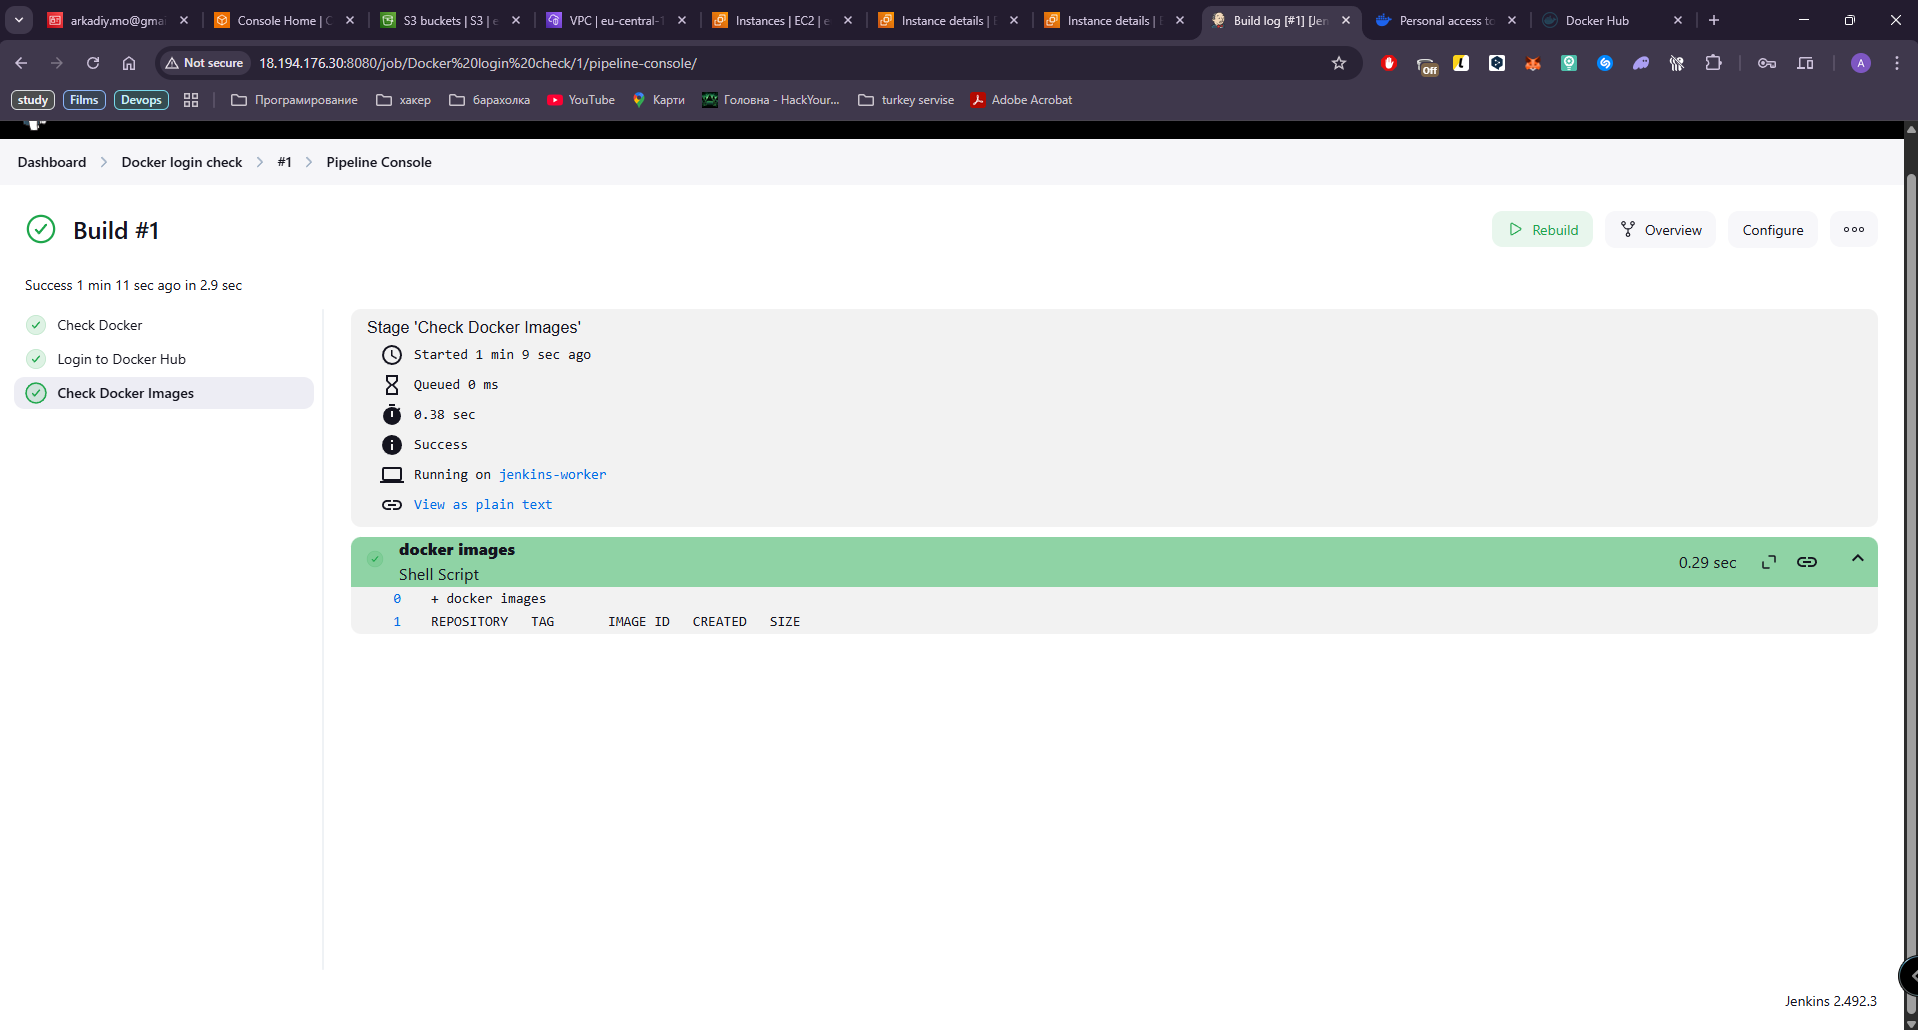 arkadiy.mo@gmai
Console Home | C
S3 buckets | S3 | e
VPC | eu-central-1
Instances | EC2 | e
Instance details | E
Instance details | E
Build log [#1] [Jen
Personal access to
Docker Hub
Not secure
18.194.176.30:8080/job/Docker%20login%20check/1/pipeline-console/
Off
A
study
Films
Devops
Програмирование
хакер
барахолка
YouTube
Карти
Головна - HackYour...
turkey servise
Adobe Acrobat
Dashboard
Docker login check
#1
Pipeline Console
Build #1
Rebuild
Overview
Configure
Success 1 min 11 sec ago in 2.9 sec
Check Docker
Login to Docker Hub
Check Docker Images
Stage 'Check Docker Images'
Started 1 min 9 sec ago
Queued 0 ms
0.38 sec
Success
Running on jenkins-worker
View as plain text
docker images
Shell Script
0.29 sec
0 + docker images
1 REPOSITORY TAG IMAGE ID CREATED SIZE
Jenkins 2.492.3